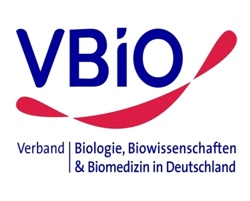 VBiO
Verband | Biologie, Biowissenschaften
& Biomedizin in Deutschland